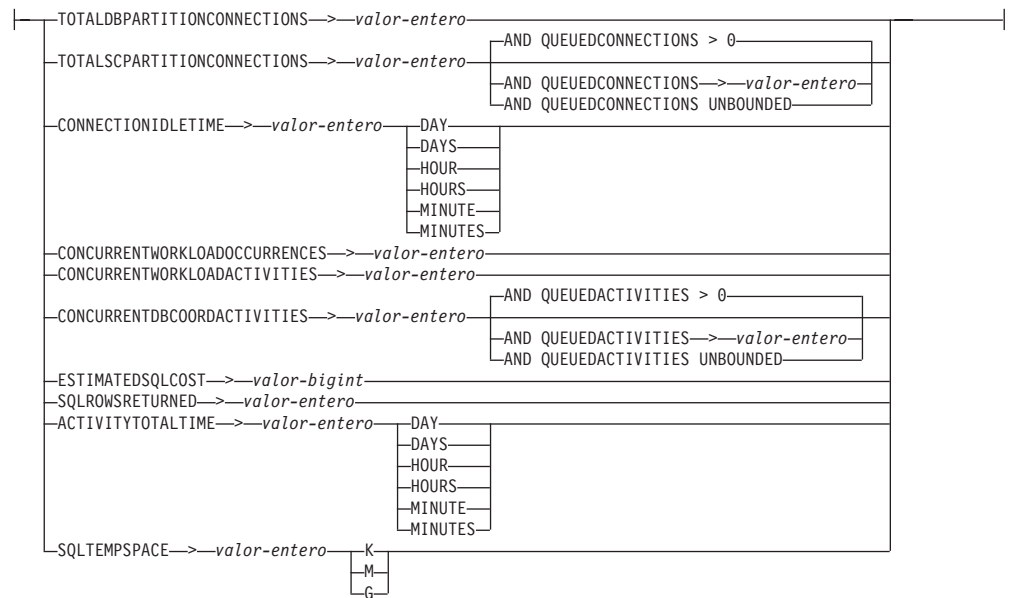 TOTALDBPARTITIONCONNECTIONS > valor-entero
AND QUEUEDCONNECTIONS > 0
TOTALSCPARTITIONCONNECTIONS > valor-entero
AND QUEUEDCONNECTIONS > valor-entero
AND QUEUEDCONNECTIONS UNBOUNDED
CONNECTIONIDLETIME > valor-entero DAY
DAYS
HOUR
HOURS
MINUTE
MINUTES
CONCURRENTWORKLOADOCCURRENCES > valor-entero
CONCURRENTWORKLOADACTIVITIES > valor-entero
AND QUEUEDACTIVITIES > 0
CONCURRENTDBCOORDACTIVITIES > valor-entero
AND QUEUEDACTIVITIES > valor-entero
AND QUEUEDACTIVITIES UNBOUNDED
ESTIMATEDSQLCOST > valor-bigint
SQLROWSRETURNED > valor-entero
ACTIVITYTOTALTIME > valor-entero DAY
DAYS
HOUR
HOURS
MINUTE
MINUTES
SQLTEMPSPACE > valor-entero K
M
G